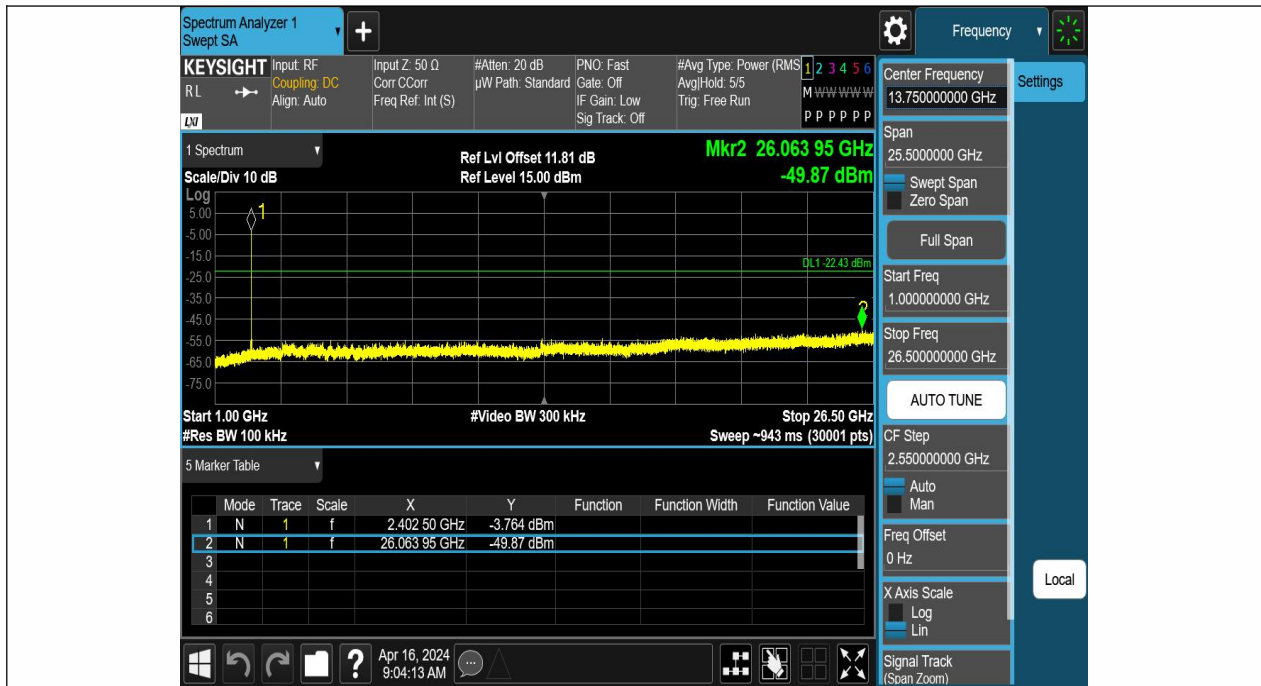 Spectrum Analyzer 1
Swept SA
+
Frequency
KEYSIGHT
RL
LXI
Input: RF
Coupling: DC
Align: Auto
Input Z: 50 Ω
Corr CCorr
Freq Ref: Int (S)
#Atten: 20 dB
µW Path: Standard
PNO: Fast
Gate: Off
IF Gain: Low
Sig Track: Off
#Avg Type: Power (RMS
Avg|Hold: 5/5
Trig: Free Run
1 2 3 4 5 6
M W W W W W
P P P P P P
1 Spectrum
Scale/Div 10 dB
Ref Lvl Offset 11.81 dB
Ref Level 15.00 dBm
Mkr2 26.063 95 GHz
-49.87 dBm
Log
5.00
-5.00
-15.0
-25.0
-35.0
-45.0
-55.0
-65.0
-75.0
1
DL1 -22.43 dBm
2
Start 1.00 GHz
#Video BW 300 kHz
Stop 26.50 GHz
#Res BW 100 kHz
Sweep ~943 ms (30001 pts)
5 Marker Table
Mode Trace Scale X Y Function Function Width Function Value
1 N 1 f 2.402 50 GHz -3.764 dBm
2 N 1 f 26.063 95 GHz -49.87 dBm
3
4
5
6
Apr 16, 2024
9:04:13 AM
Center Frequency
13.750000000 GHz
Settings
Span
25.5000000 GHz
Swept Span
Zero Span
Full Span
Start Freq
1.000000000 GHz
Stop Freq
26.500000000 GHz
AUTO TUNE
CF Step
2.550000000 GHz
Auto
Man
Freq Offset
0 Hz
Local
X Axis Scale
Log
Lin
Signal Track
(Span Zoom)